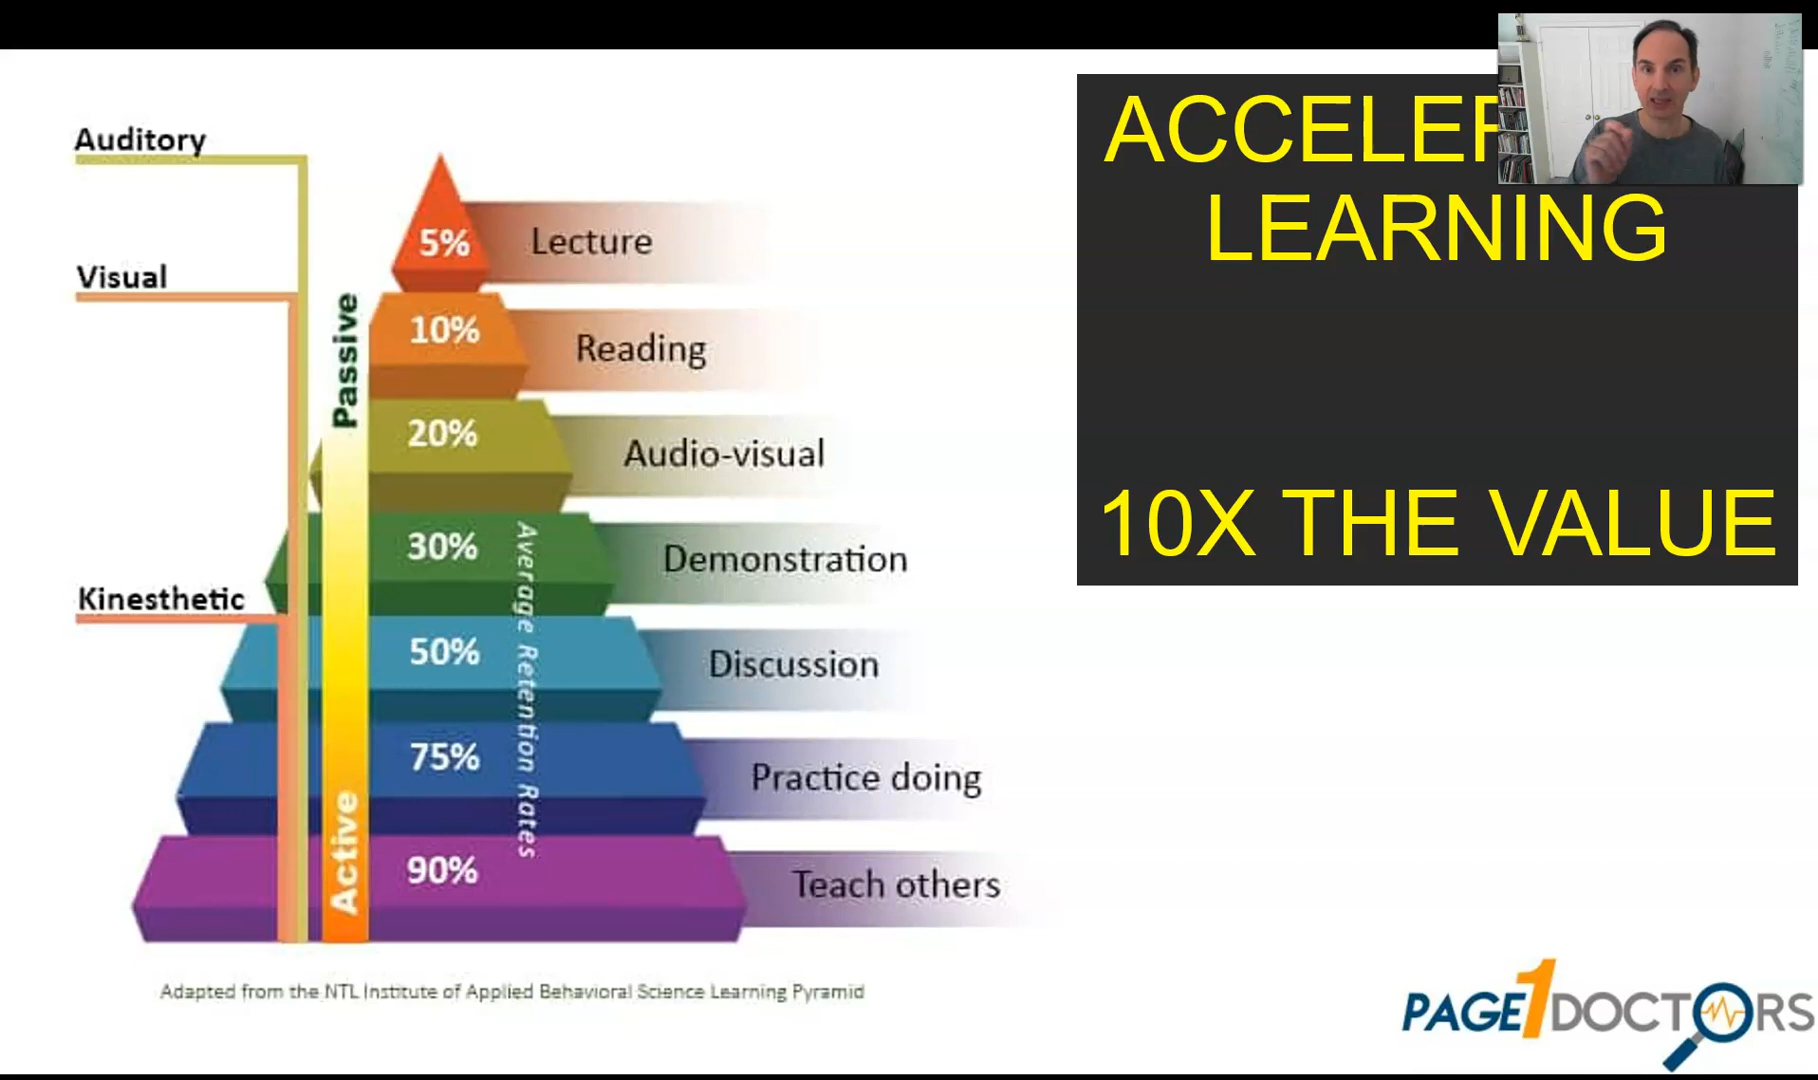 Auditory
Visual
Kinesthetic
Passive
Active
5% Lecture
10% Reading
20% Audio-visual
30% Demonstration
50% Discussion
75% Practice doing
90% Teach others
Average Retention Rates
Adapted from the NTL Institute of Applied Behavioral Science Learning Pyramid
LEARNING
10X THE VALUE
PAGE1DOCTORS